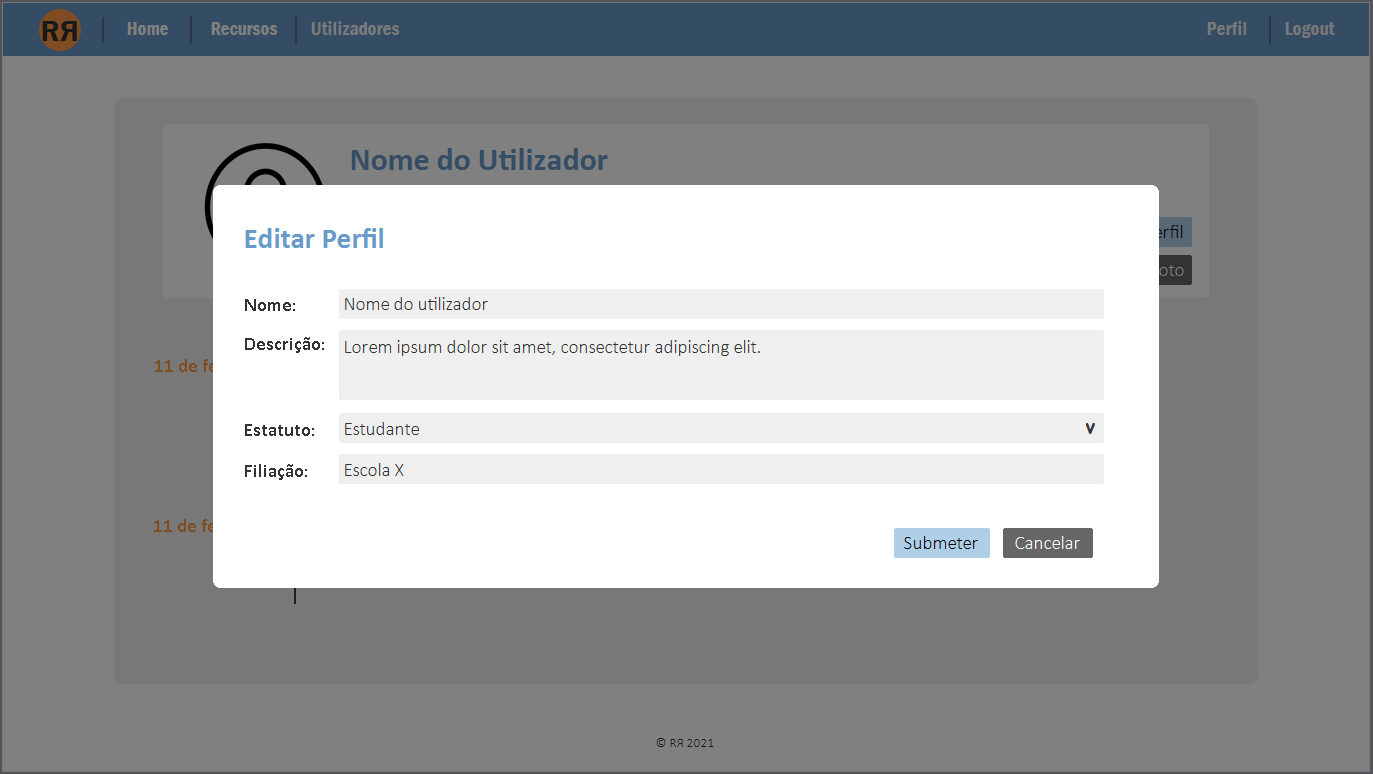 RЯ Home Recursos Utilizadores Perfil Logout
Nome do Utilizador
Editar Perfil
Nome: Nome do utilizador
Descrição: Lorem ipsum dolor sit amet, consectetur adipiscing elit.
Estatuto: Estudante V
Filiação: Escola X
Submeter Cancelar
11 de fe
11 de fe
erfil
oto
© RЯ 2021